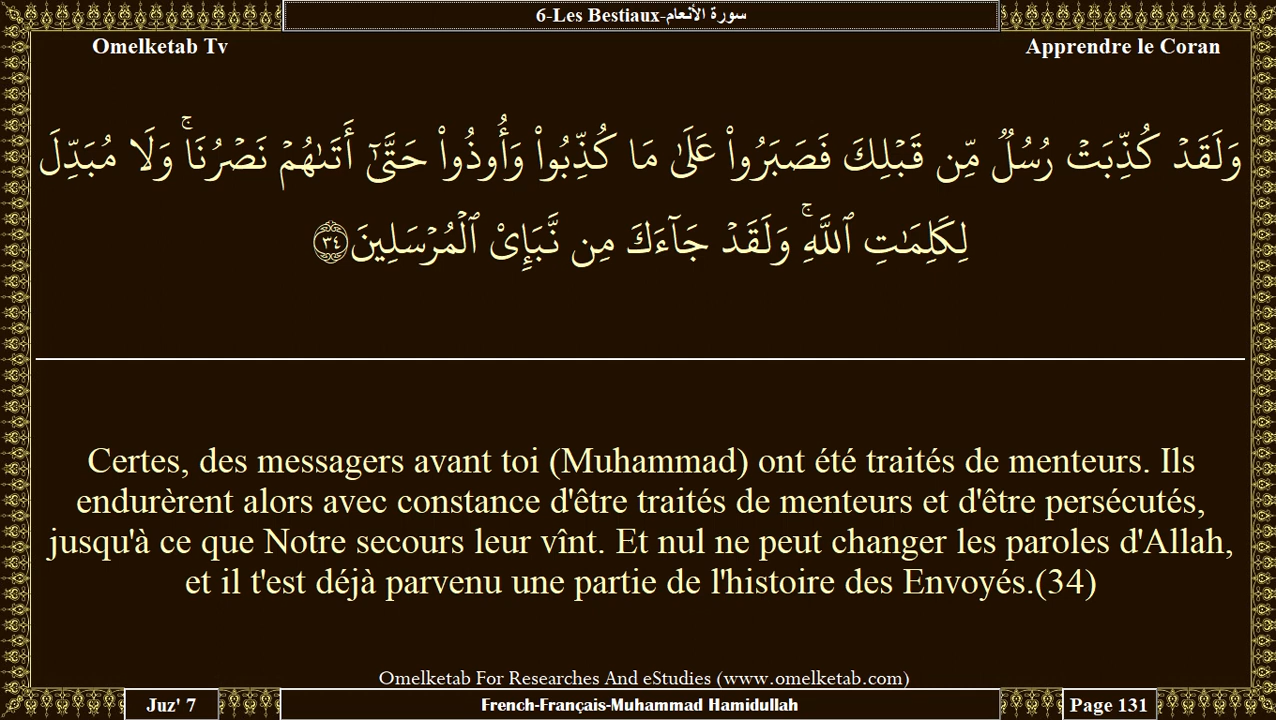 6-Les Bestiaux-سورة الأنعام
Omelketab Tv
Apprendre le Coran
وَلَقَدۡ كُذِّبَتۡ رُسُلٞ مِّن قَبۡلِكَ فَصَبَرُواْ عَلَىٰ مَا كُذِّبُواْ وَأُوذُواْ حَتَّىٰٓ أَتَىٰهُمۡ نَصۡرُنَاۚ وَلَا مُبَدِّلَ
لِكَلِمَٰتِ ٱللَّهِۚ وَلَقَدۡ جَآءَكَ مِن نَّبَإِيْ ٱلۡمُرۡسَلِينَ ٣٤
Certes, des messagers avant toi (Muhammad) ont été traités de menteurs. Ils
endurèrent alors avec constance d'être traités de menteurs et d'être persécutés,
jusqu'à ce que Notre secours leur vînt. Et nul ne peut changer les paroles d'Allah,
et il t'est déjà parvenu une partie de l'histoire des Envoyés.(34)
Omelketab For Researches And eStudies (www.omelketab.com)
Juz' 7
French-Français-Muhammad Hamidullah
Page 131